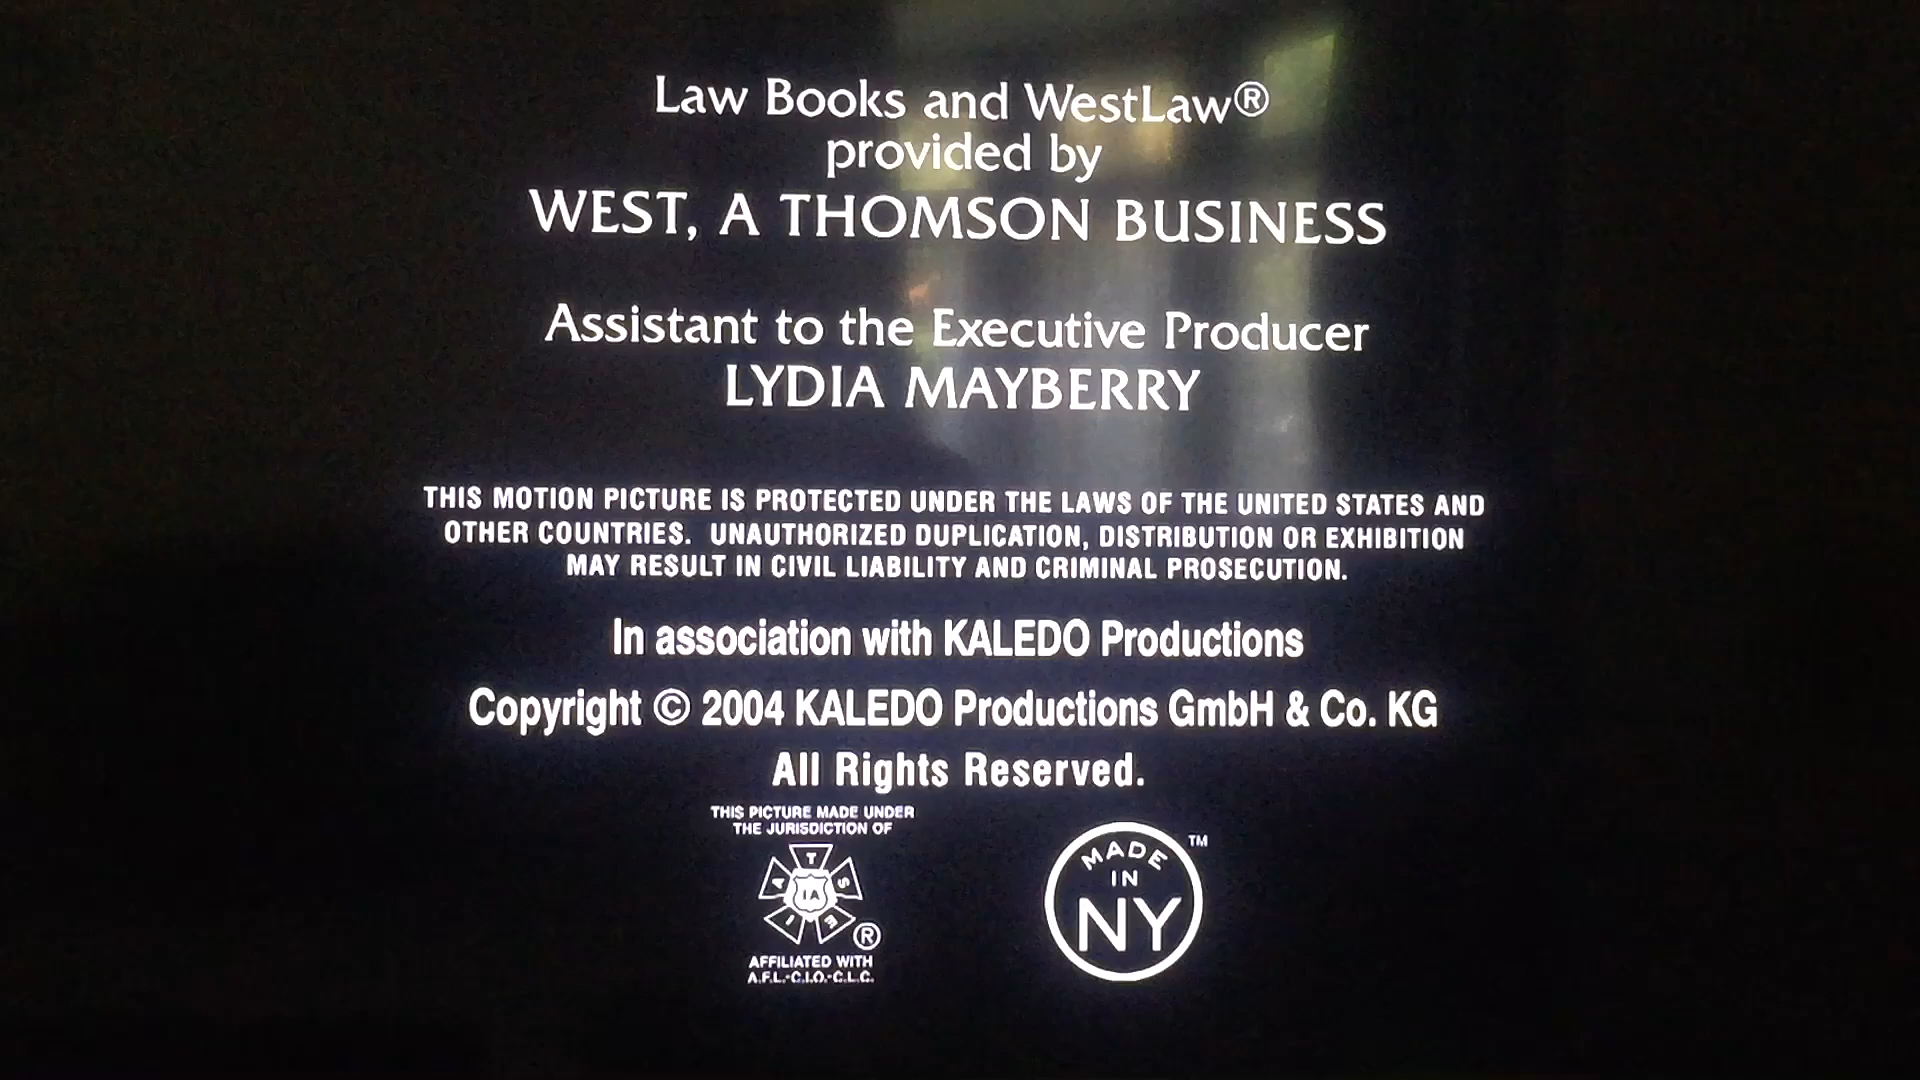 Law Books and WestLaw®
provided by
WEST, A THOMSON BUSINESS
Assistant to the Executive Producer
LYDIA MAYBERRY
THIS MOTION PICTURE IS PROTECTED UNDER THE LAWS OF THE UNITED STATES AND
OTHER COUNTRIES. UNAUTHORIZED DUPLICATION, DISTRIBUTION OR EXHIBITION
MAY RESULT IN CIVIL LIABILITY AND CRIMINAL PROSECUTION.
In association with KALEDO Productions
Copyright © 2004 KALEDO Productions GmbH & Co. KG
All Rights Reserved.
THIS PICTURE MADE UNDER
THE JURISDICTION OF
I A T S E
IA
®
AFFILIATED WITH
A.F.L.-C.I.O.-C.L.C.
MADE
IN
NY
TM